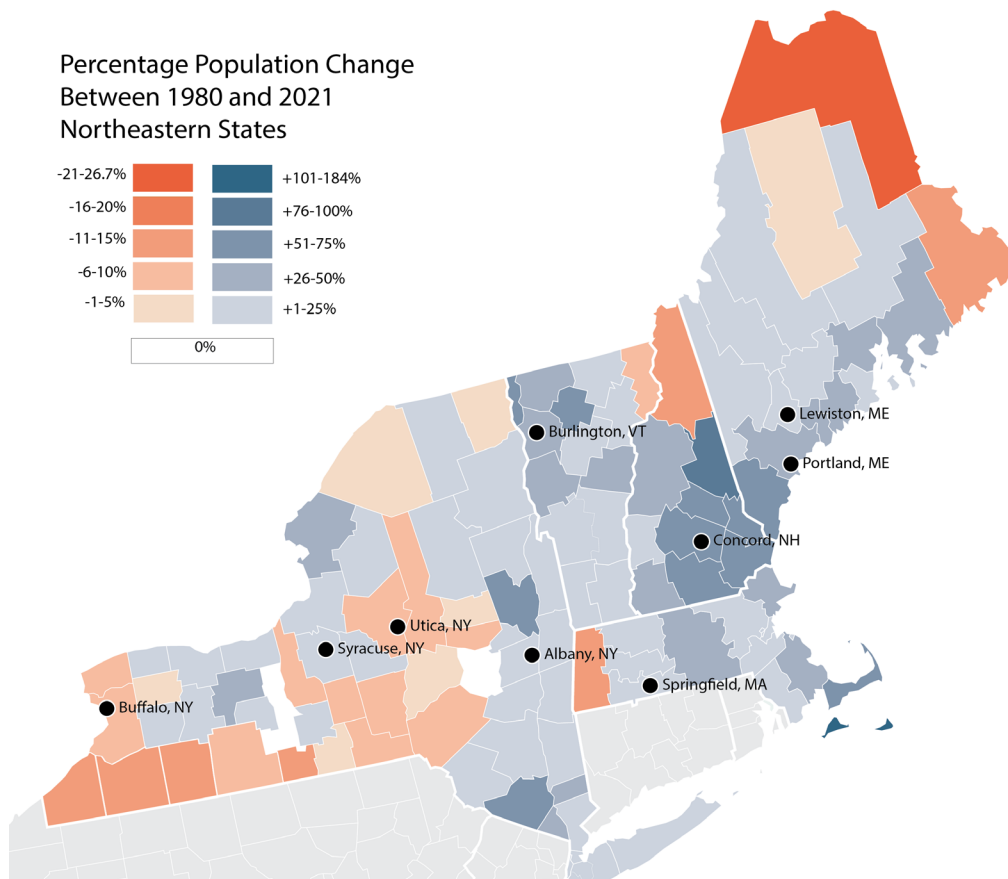 Percentage Population Change
Between 1980 and 2021
Northeastern States
-21-26.7%
+101-184%
-16-20%
+76-100%
-11-15%
+51-75%
-6-10%
+26-50%
-1-5%
+1-25%
0%
Lewiston, ME
Burlington, VT
Portland, ME
Concord, NH
Utica, NY
Syracuse, NY
Albany, NY
Springfield, MA
Buffalo, NY